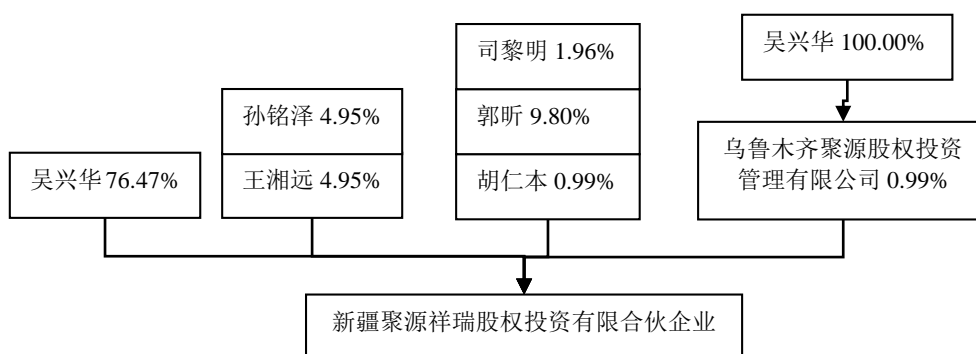 司黎明 1.96%
吴兴华 100.00%
孙铭泽 4.95%
郭昕 9.80%
吴兴华 76.47%
王湘远 4.95%
胡仁本 0.99%
乌鲁木齐聚源股权投资
管理有限公司 0.99%
新疆聚源祥瑞股权投资有限合伙企业